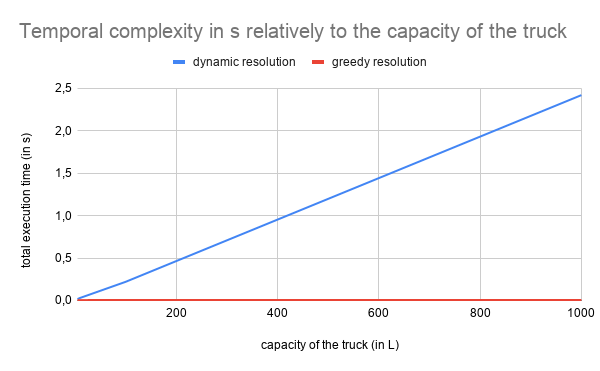 Temporal complexity in s relatively to the capacity of the truck
dynamic resolution
greedy resolution
total execution time (in s)
2,5
2,0
1,5
1,0
0,5
0,0
200
400
600
800
1000
capacity of the truck (in L)